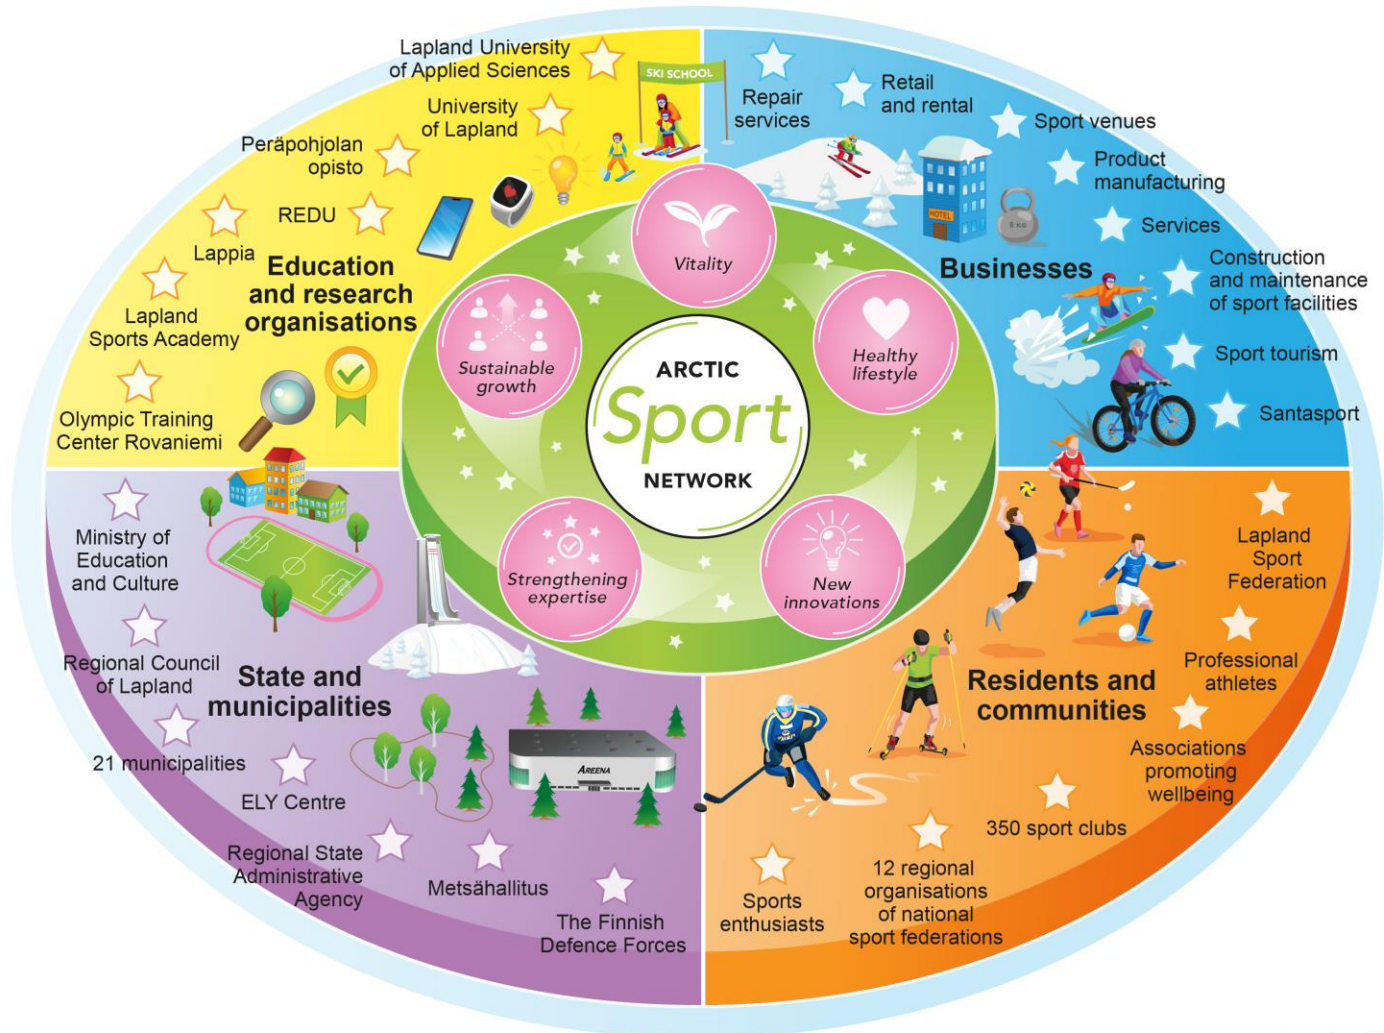 Lapland University
of Applied Sciences
University
of Lapland
Peräpohjolan
opisto
REDU
Lappia
Lapland
Sports Academy
Olympic Training
Center Rovaniemi
Education
and research
organisations
SKI SCHOOL
Repair
services
Retail
and rental
Sport venues
Product
manufacturing
Services
Construction
and maintenance
of sport facilities
Sport tourism
Santasport
Businesses
HOTEL
5 KG
Vitality
Healthy
lifestyle
Sustainable
growth
ARCTIC
Sport
NETWORK
Strengthening
expertise
New
innovations
Ministry of
Education
and Culture
Regional Council
of Lapland
21 municipalities
ELY Centre
Regional State
Administrative
Agency
Metsähallitus
The Finnish
Defence Forces
State and
municipalities
AREENA
Lapland
Sport
Federation
Professional
athletes
Associations
promoting
wellbeing
350 sport clubs
12 regional
organisations
of national
sport federations
Sports
enthusiasts
Residents and
communities